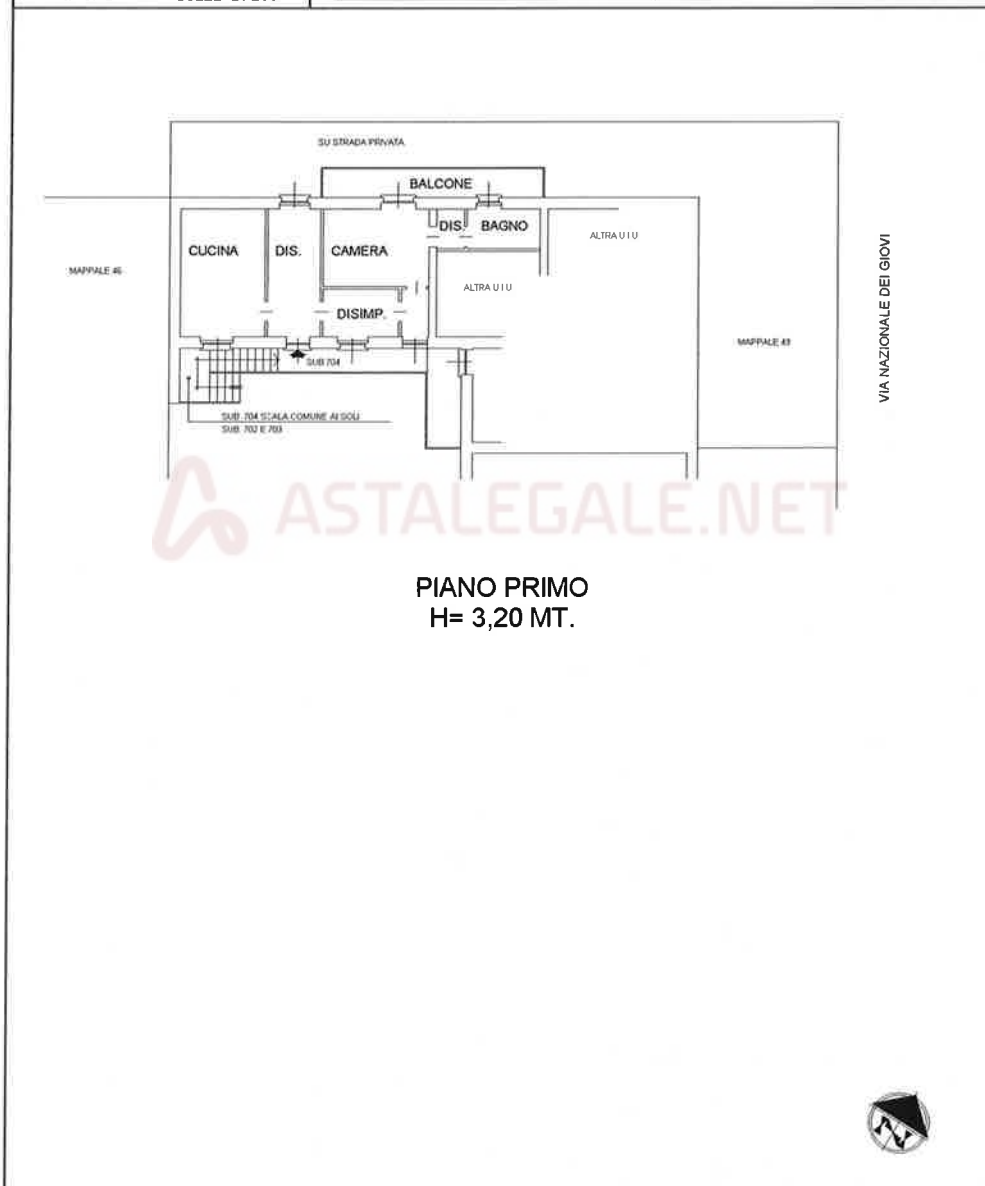 SU STRADA PRIVATA
BALCONE
DIS.
BAGNO
CUCINA
DIS.
CAMERA
ALTRA U I U
MAPPALE 46
ALTRA U I U
DISIMP.
VIA NAZIONALE DEI GIOVI
MAPPALE 49
SUB 704
SUB. 704 SCALA COMUNE AI SOLI
SUB. 702 E 703
ASTALEGALE.NET
PIANO PRIMO
H= 3,20 MT.
N